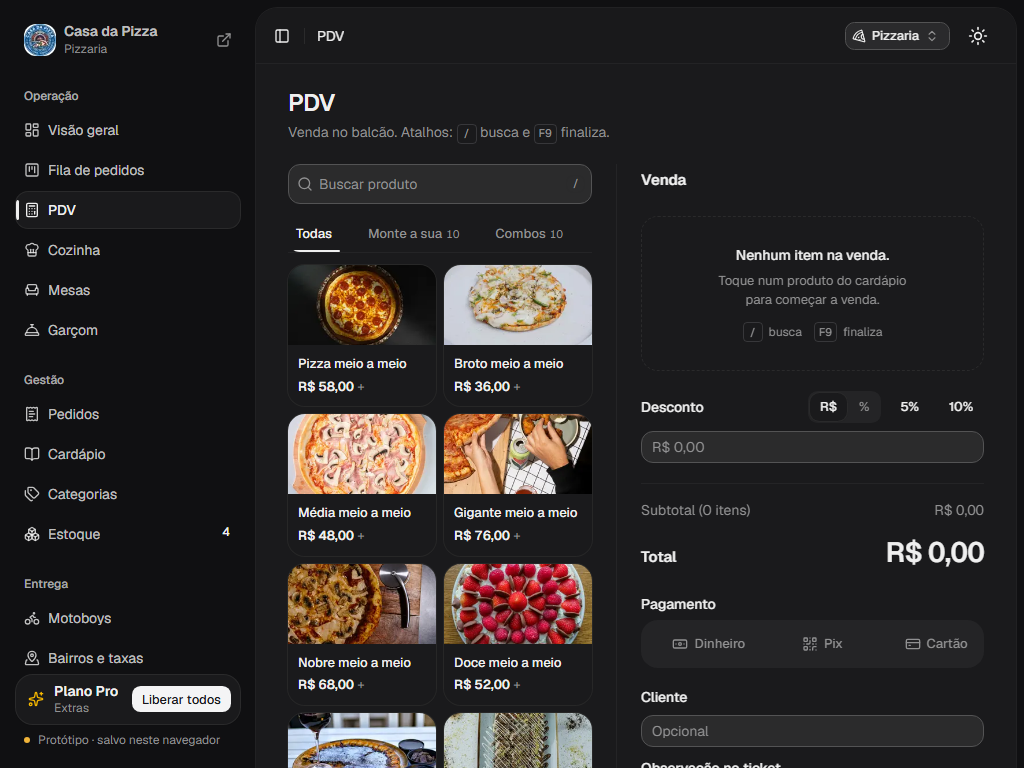 Casa da Pizza
Pizzaria
Operação
Visão geral
Fila de pedidos
PDV
Cozinha
Mesas
Garçom
Gestão
Pedidos
Cardápio
Categorias
Estoque 4
Entrega
Motoboys
Bairros e taxas
Plano Pro
Extras
Liberar todos
Protótipo · salvo neste navegador
PDV
Pizzaria
PDV
Venda no balcão. Atalhos: / busca e F9 finaliza.
Buscar produto /
Todas Monte a sua 10 Combos 10
Pizza meio a meio
R$ 58,00 +
Broto meio a meio
R$ 36,00 +
Média meio a meio
R$ 48,00 +
Gigante meio a meio
R$ 76,00 +
Nobre meio a meio
R$ 68,00 +
Doce meio a meio
R$ 52,00 +
Venda
Nenhum item na venda.
Toque num produto do cardápio
para começar a venda.
/ busca F9 finaliza
Desconto R$ % 5% 10%
R$ 0,00
Subtotal (0 itens) R$ 0,00
Total R$ 0,00
Pagamento
Dinheiro Pix Cartão
Cliente
Opcional
Observação no ticket